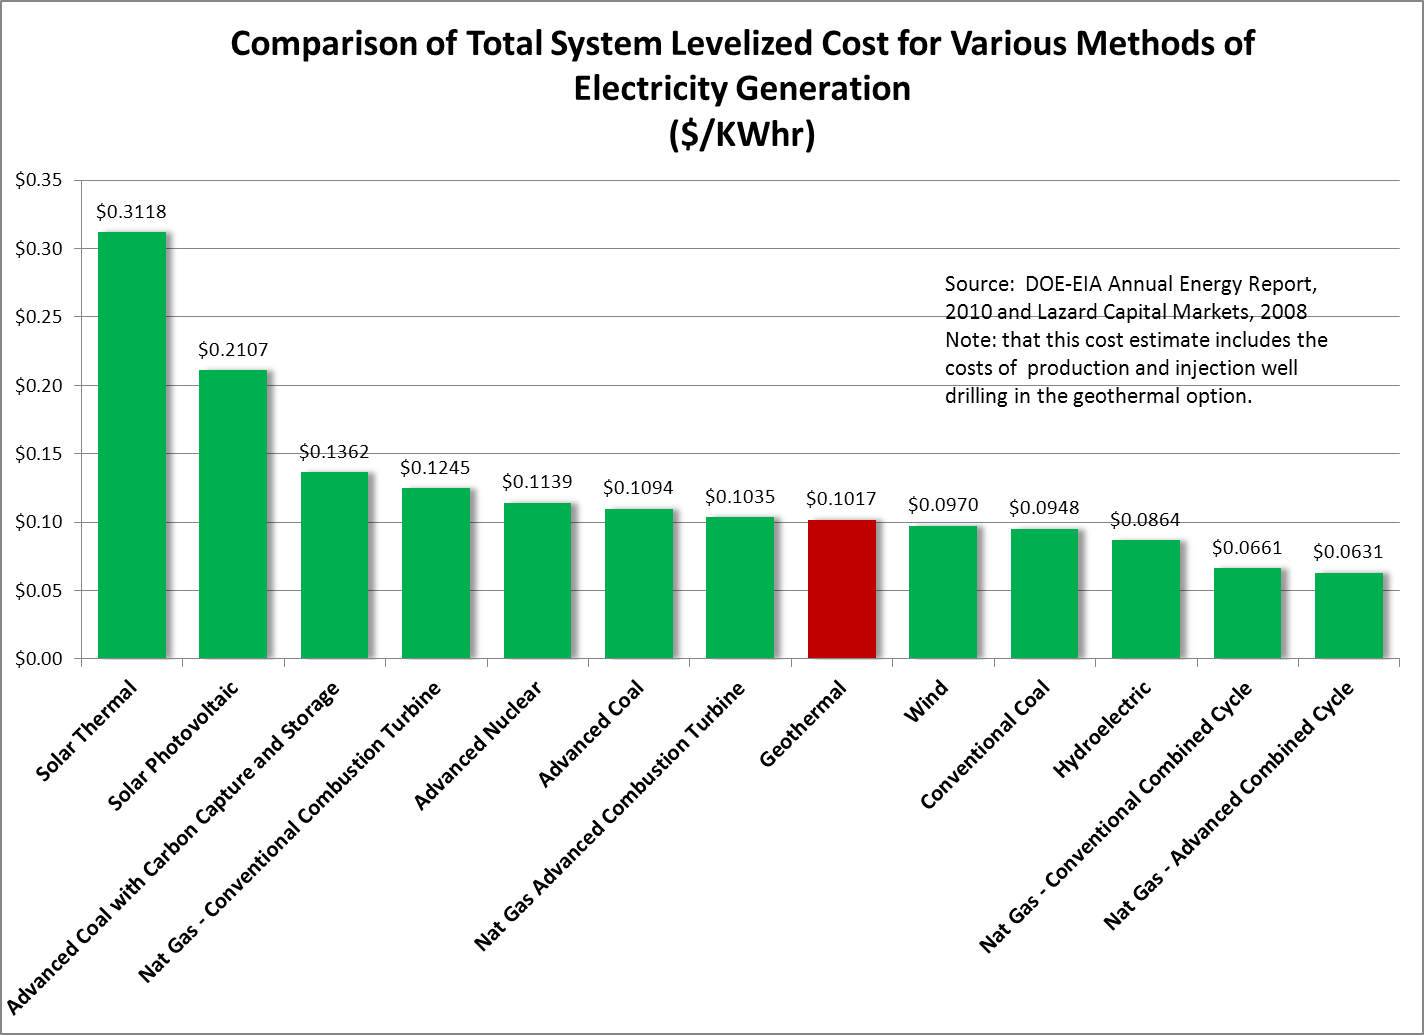 Comparison of Total System Levelized Cost for Various Methods of
Electricity Generation
($/KWhr)
$0.35
$0.30
$0.25
$0.20
$0.15
$0.10
$0.05
$0.00
$0.3118
$0.2107
$0.1362
$0.1245
$0.1139
$0.1094
$0.1035
$0.1017
$0.0970
$0.0948
$0.0864
$0.0661
$0.0631
Source:  DOE-EIA Annual Energy Report,
2010 and Lazard Capital Markets, 2008
Note: that this cost estimate includes the
costs of  production and injection well
drilling in the geothermal option.
Solar Thermal
Solar Photovoltaic
Advanced Coal with Carbon Capture and Storage
Nat Gas - Conventional Combustion Turbine
Advanced Nuclear
Advanced Coal
Nat Gas Advanced Combustion Turbine
Geothermal
Wind
Conventional Coal
Hydroelectric
Nat Gas - Conventional Combined Cycle
Nat Gas - Advanced Combined Cycle